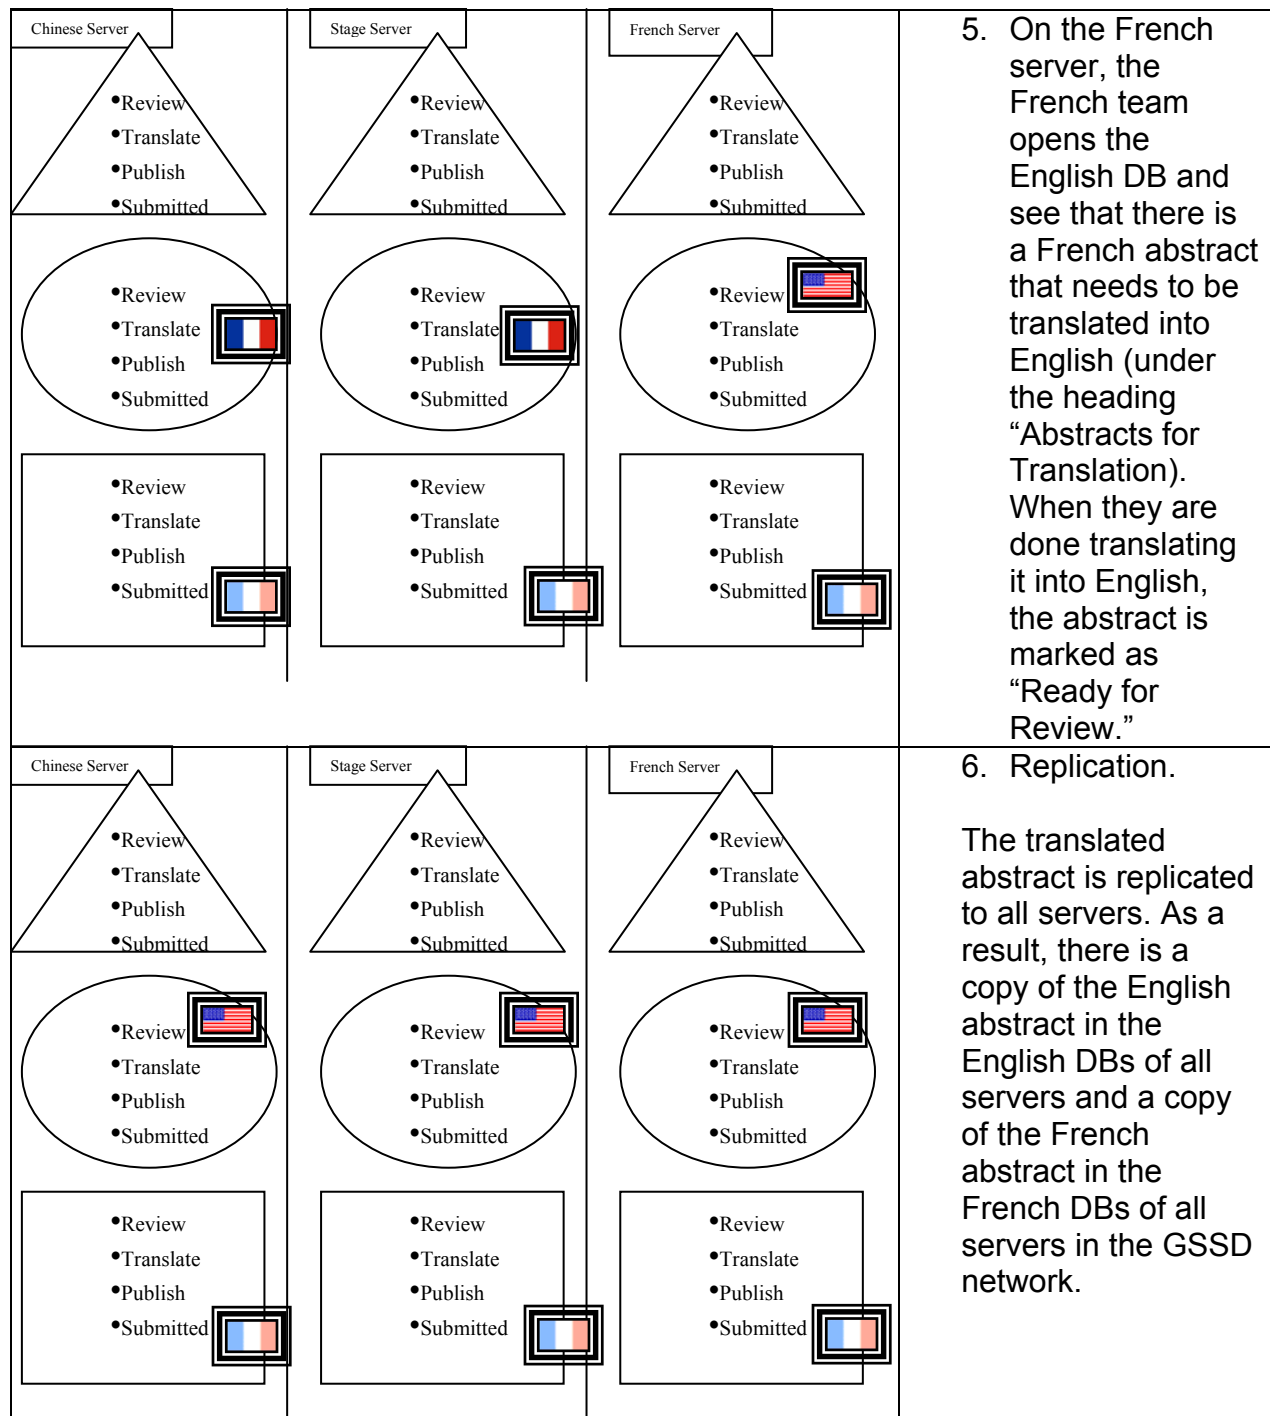 Chinese Server
•Review
•Translate
•Publish
•Submitted
•Review
•Translate
•Publish
•Submitted
•Review
•Translate
•Publish
•Submitted
Stage Server
•Review
•Translate
•Publish
•Submitted
•Review
•Translate
•Publish
•Submitted
•Review
•Translate
•Publish
•Submitted
French Server
•Review
•Translate
•Publish
•Submitted
•Review
•Translate
•Publish
•Submitted
•Review
•Translate
•Publish
•Submitted
5. On the French
server, the
French team
opens the
English DB and
see that there is
a French abstract
that needs to be
translated into
English (under
the heading
“Abstracts for
Translation).
When they are
done translating
it into English,
the abstract is
marked as
“Ready for
Review.”
Chinese Server
•Review
•Translate
•Publish
•Submitted
•Review
•Translate
•Publish
•Submitted
•Review
•Translate
•Publish
•Submitted
Stage Server
•Review
•Translate
•Publish
•Submitted
•Review
•Translate
•Publish
•Submitted
•Review
•Translate
•Publish
•Submitted
French Server
•Review
•Translate
•Publish
•Submitted
•Review
•Translate
•Publish
•Submitted
•Review
•Translate
•Publish
•Submitted
6. Replication.
The translated
abstract is replicated
to all servers. As a
result, there is a
copy of the English
abstract in the
English DBs of all
servers and a copy
of the French
abstract in the
French DBs of all
servers in the GSSD
network.